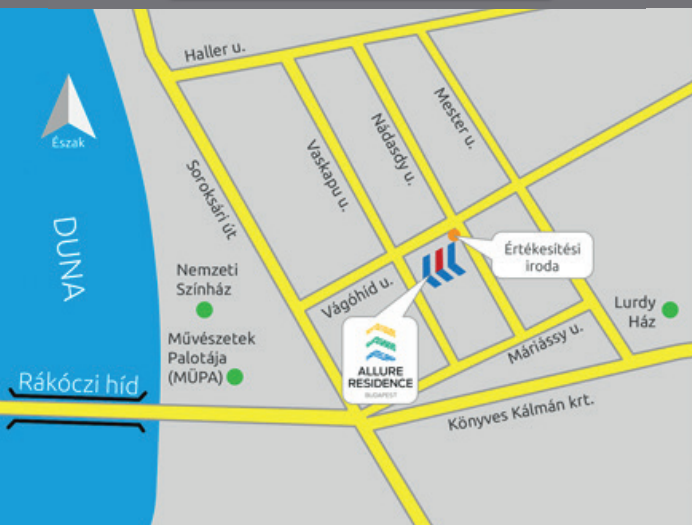 Haller u.
Mester u.
Nádasdy u.
Vaskapu u.
Soroksári út
Észak
DUNA
Nemzeti
Színház
Művészetek
Palotája
(MÜPA)
Rákóczi híd
Vágóhíd u.
Értékesítési
iroda
Lurdy
Ház
Máriássy u.
ALLURE
RESIDENCE
BUDAPEST
Könyves Kálmán krt.